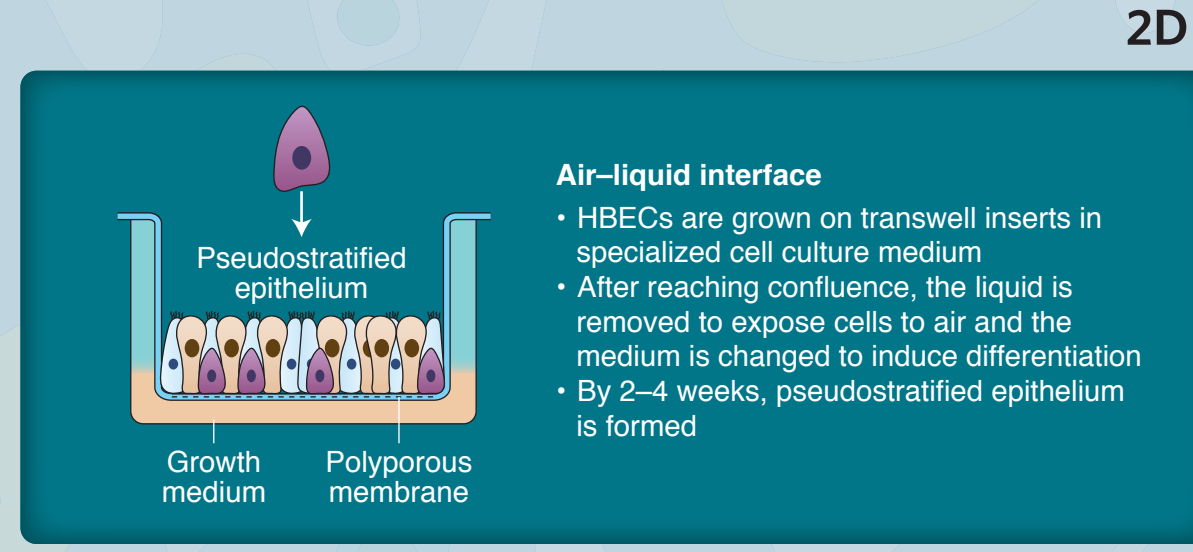 2D
Pseudostratified
epithelium
Growth
medium
Polyporous
membrane
Air–liquid interface
• HBECs are grown on transwell inserts in
specialized cell culture medium
• After reaching confluence, the liquid is
removed to expose cells to air and the
medium is changed to induce differentiation
• By 2–4 weeks, pseudostratified epithelium
is formed